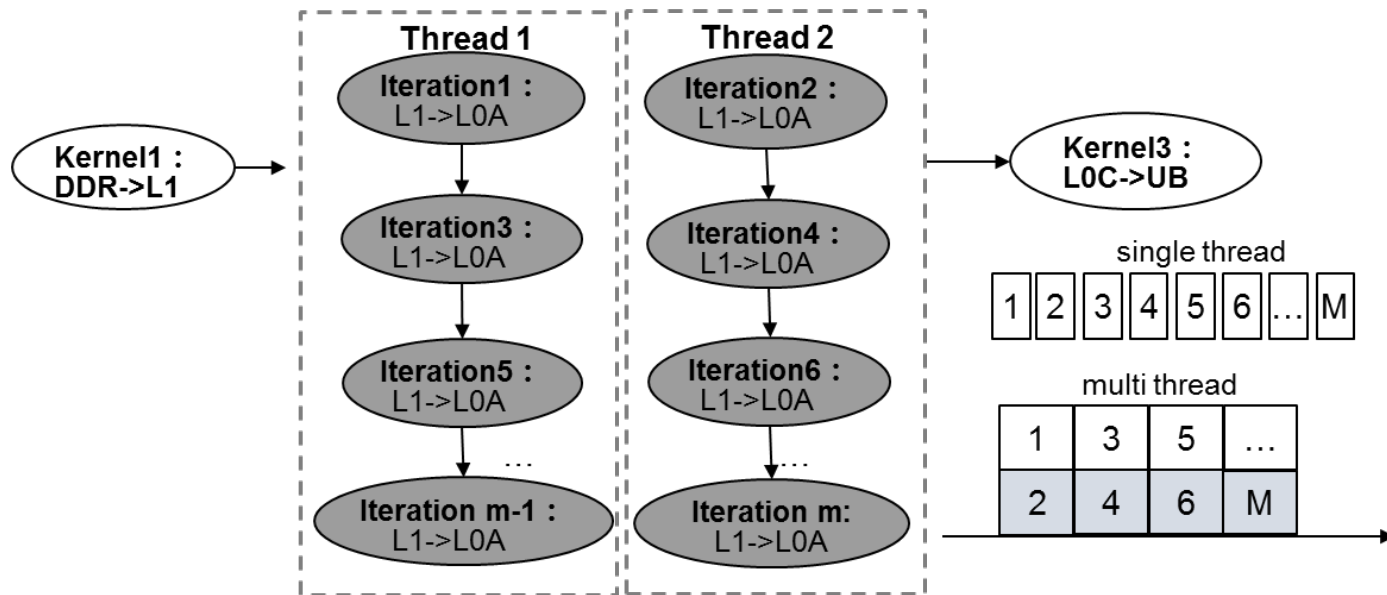 Thread 1
Thread 2
Iteration1：
L1->L0A
Iteration2：
L1->L0A
Kernel1：
DDR->L1
Kernel3：
L0C->UB
Iteration3：
L1->L0A
Iteration4：
L1->L0A
single thread
1 2 3 4 5 6 … M
Iteration5：
L1->L0A
Iteration6：
L1->L0A
multi thread
1 3 5 …
2 4 6 M
…
…
Iteration m-1：
L1->L0A
Iteration m:
L1->L0A